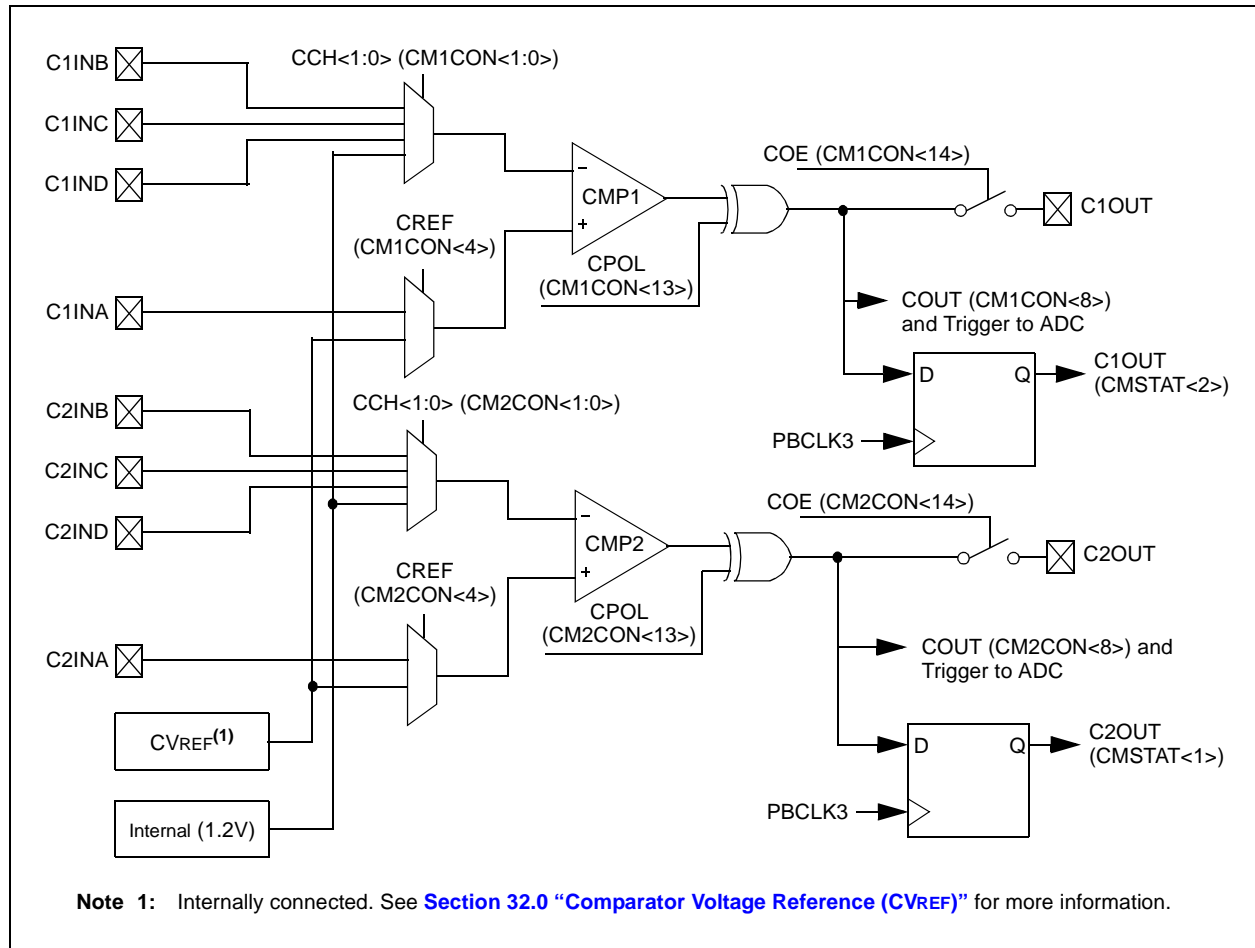 C1INB
CCH<1:0> (CM1CON<1:0>)
C1INC
COE (CM1CON<14>)
C1IND
–
CMP1
+
C1OUT
CREF
(CM1CON<4>)
CPOL
(CM1CON<13>)
C1INA
COUT (CM1CON<8>)
and Trigger to ADC
D
Q
C1OUT
(CMSTAT<2>)
PBCLK3
C2INB
CCH<1:0> (CM2CON<1:0>)
C2INC
COE (CM2CON<14>)
C2IND
–
CMP2
+
C2OUT
CREF
(CM2CON<4>)
CPOL
(CM2CON<13>)
C2INA
COUT (CM2CON<8>) and
Trigger to ADC
CVREF(1)
D
Q
C2OUT
(CMSTAT<1>)
PBCLK3
Internal (1.2V)
Note 1: Internally connected. See Section 32.0 “Comparator Voltage Reference (CVREF)” for more information.